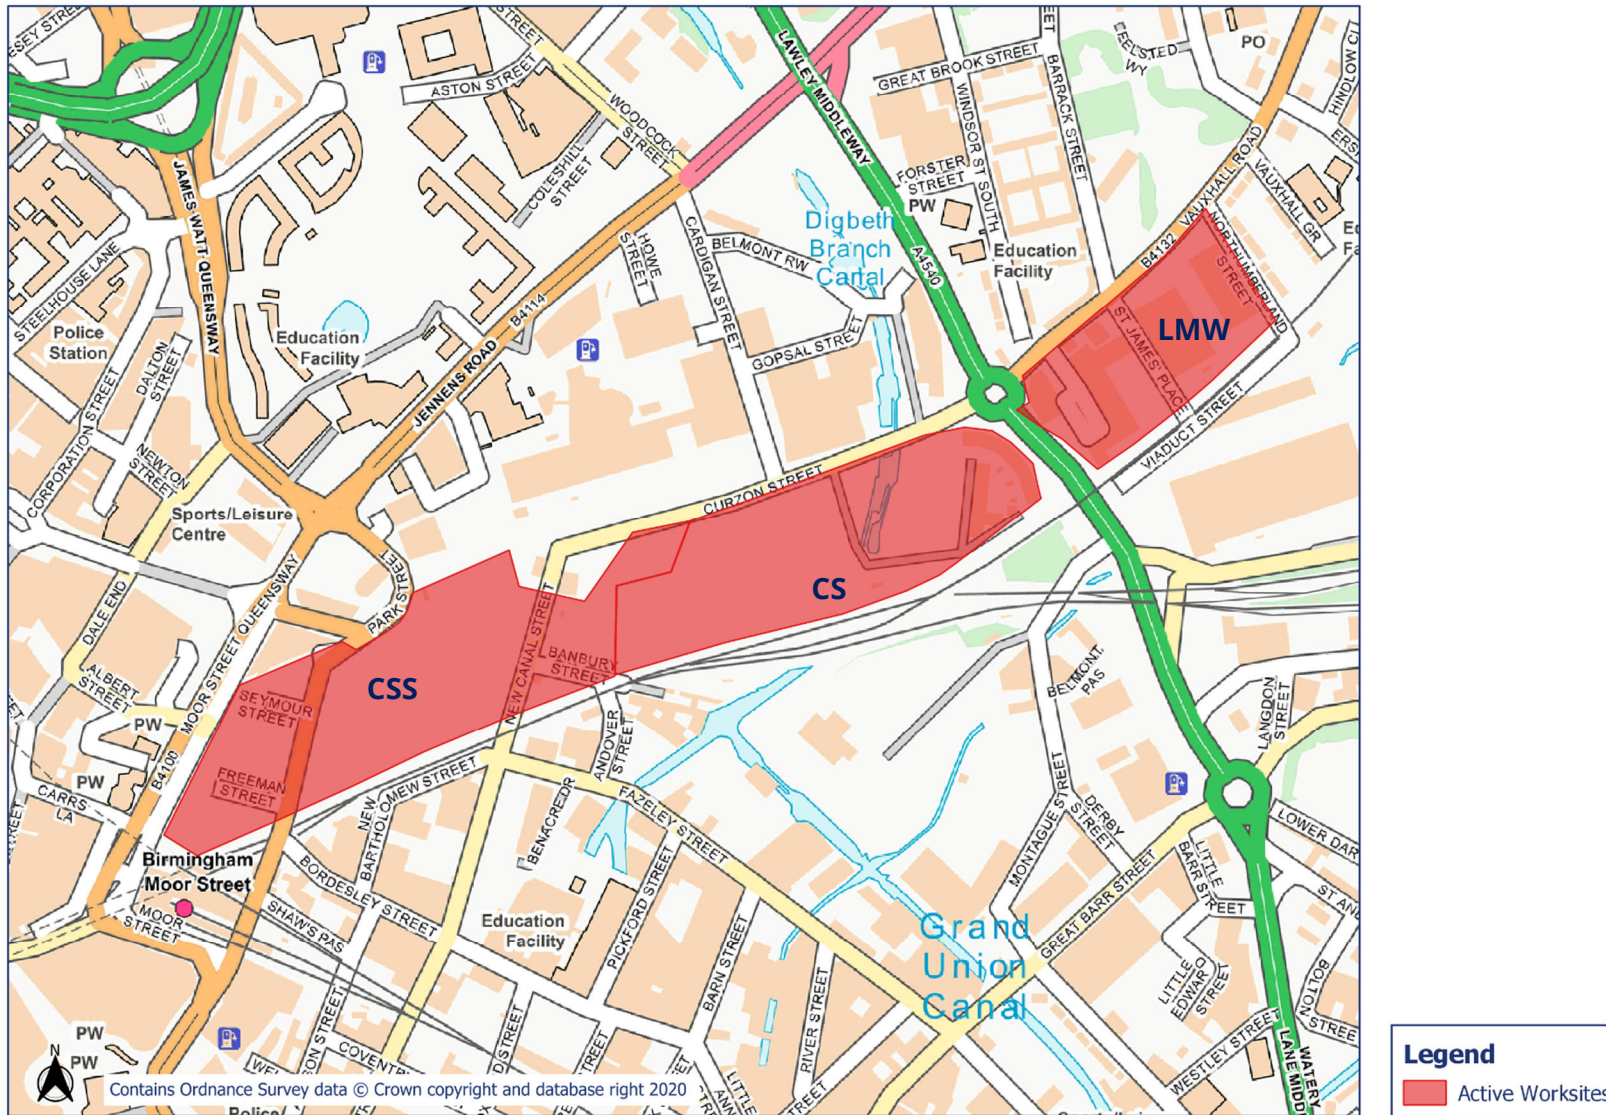 STREET
ASTON STREET
WOODCOCK
STREET
COLESHILL
STREET
JAMES WATT QUEENSWAY
STEELHOUSE LANE
Police
Station
DALTON
STREET
CORPORATION STREET
NEWTON
STREET
Education
Facility
JENNENS ROAD
B4114
HOWE
STREET
CARDIGAN STREET
BELMONT RW
GOPSAL STREET
Digbeth
Branch
Canal
LAWLEY MIDDLEWAY
A4540
GREAT BROOK STREET
WINDSOR ST SOUTH
BARRACK STREET
FORSTER
STREET
PW
Education
Facility
PO
VAUXHALL ROAD
B4132
VAUXHALL GR
NORTHUMBERLAND
STREET
ST JAMES' PLACE
LMW
VIADUCT STREET
Sports/Leisure
Centre
DALE END
MOOR STREET QUEENSWAY
PARK STREET
CURZON STREET
NEW CANAL STREET
BANBURY
STREET
CS
CSS
SEYMOUR
STREET
FREEMAN
STREET
ALBERT
STREET
PW
PW
B4100
CARRS
LA
Birmingham
Moor Street
MOOR
STREET
SHAW'S PAS
BORDESLEY STREET
NEW
BARTHOLOMEW STREET
ANDOVER
STREET
BENACRE DR
FAZELEY STREET
PICKFORD STREET
BARN STREET
RIVER STREET
Education
Facility
Grand
Union
Canal
BELMONT
PAS
MONTAGUE STREET
DERBY
STREET
GREAT BARR STREET
LITTLE
BARR STREET
LITTLE
EDWARD
STREET
LANGDON
STREET
LOWER DAR
WESTLEY STREET
BOLTON
STREE
WATERY
LANE MIDD
PW
PW
N
Contains Ordnance Survey data © Crown copyright and database right 2020
Police
Legend
Active Worksites